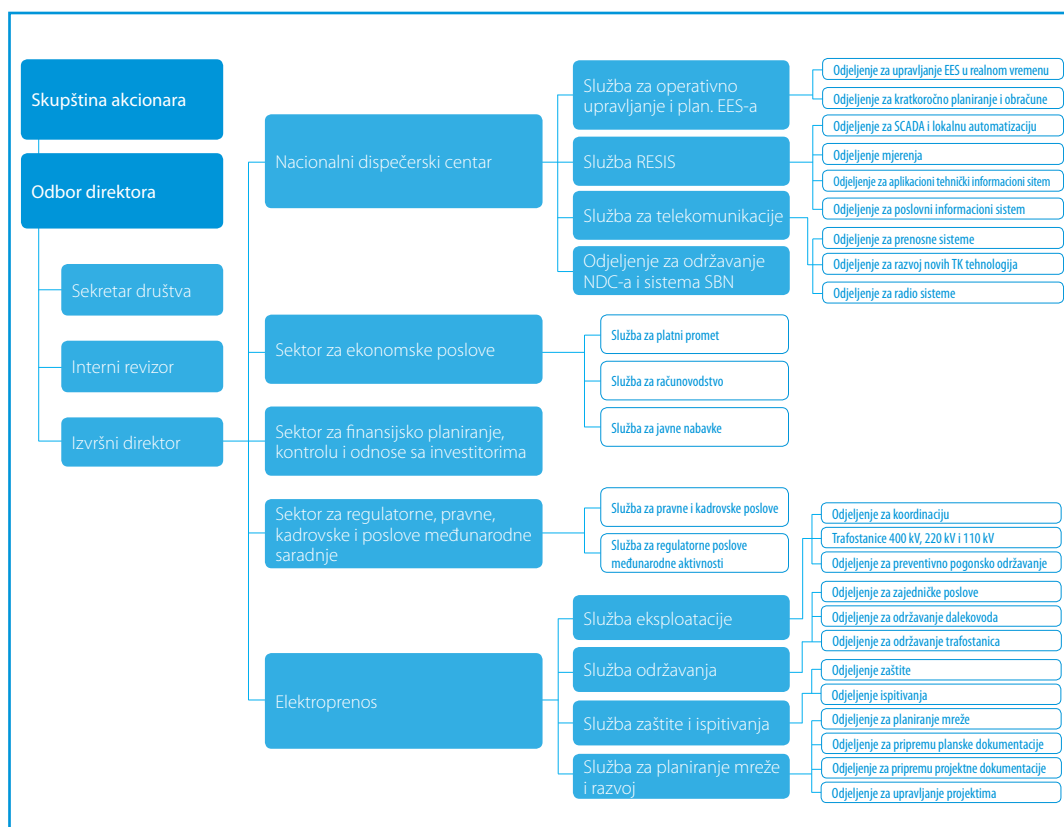 Skupština akcionara
Odbor direktora
Sekretar društva
Interni revizor
Izvršni direktor
Nacionalni dispečerski centar
Služba za operativno
upravljanje i plan. EES-a
Odjeljenje za upravljanje EES u realnom vremenu
Odjeljenje za kratkoročno planiranje i obračune
Služba RESIS
Odjeljenje za SCADA i lokalnu automatizaciju
Odjeljenje mjerenja
Odjeljenje za aplikacioni tehnički informacioni sitem
Odjeljenje za poslovni informacioni sistem
Služba za telekomunikacije
Odjeljenje za prenosne sisteme
Odjeljenje za razvoj novih TK tehnologija
Odjeljenje za radio sisteme
Odjeljenje za održavanje
NDC-a i sistema SBN
Sektor za ekonomske poslove
Služba za platni promet
Služba za računovodstvo
Služba za javne nabavke
Sektor za finansijsko planiranje,
kontrolu i odnose sa investitorima
Sektor za regulatorne, pravne,
kadrovske i poslove međunarodne
saradnje
Služba za pravne i kadrovske poslove
Služba za regulatorne poslove
međunarodne aktivnosti
Elektroprenos
Služba eksploatacije
Odjeljenje za koordinaciju
Trafostanice 400 kV, 220 kV i 110 kV
Odjeljenje za preventivno pogonsko održavanje
Služba održavanja
Odjeljenje za zajedničke poslove
Odjeljenje za održavanje dalekovoda
Odjeljenje za održavanje trafostanica
Služba zaštite i ispitivanja
Odjeljenje zaštite
Odjeljenje ispitivanja
Služba za planiranje mreže
i razvoj
Odjeljenje za planiranje mreže
Odjeljenje za pripremu planske dokumentacije
Odjeljenje za pripremu projektne dokumentacije
Odjeljenje za upravljanje projektima